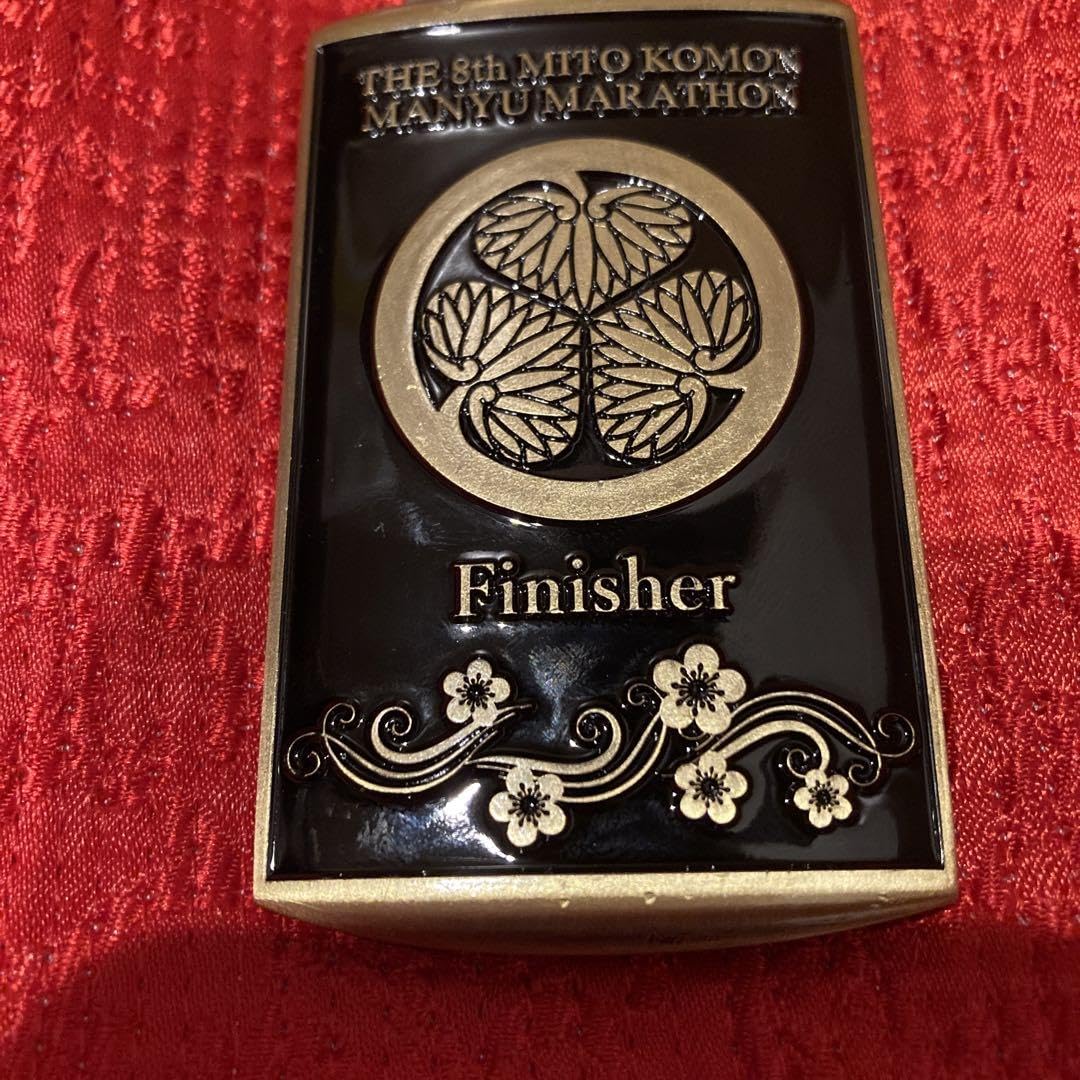 THE 8th MITO KOMON
MANYU MARATHON
Finisher